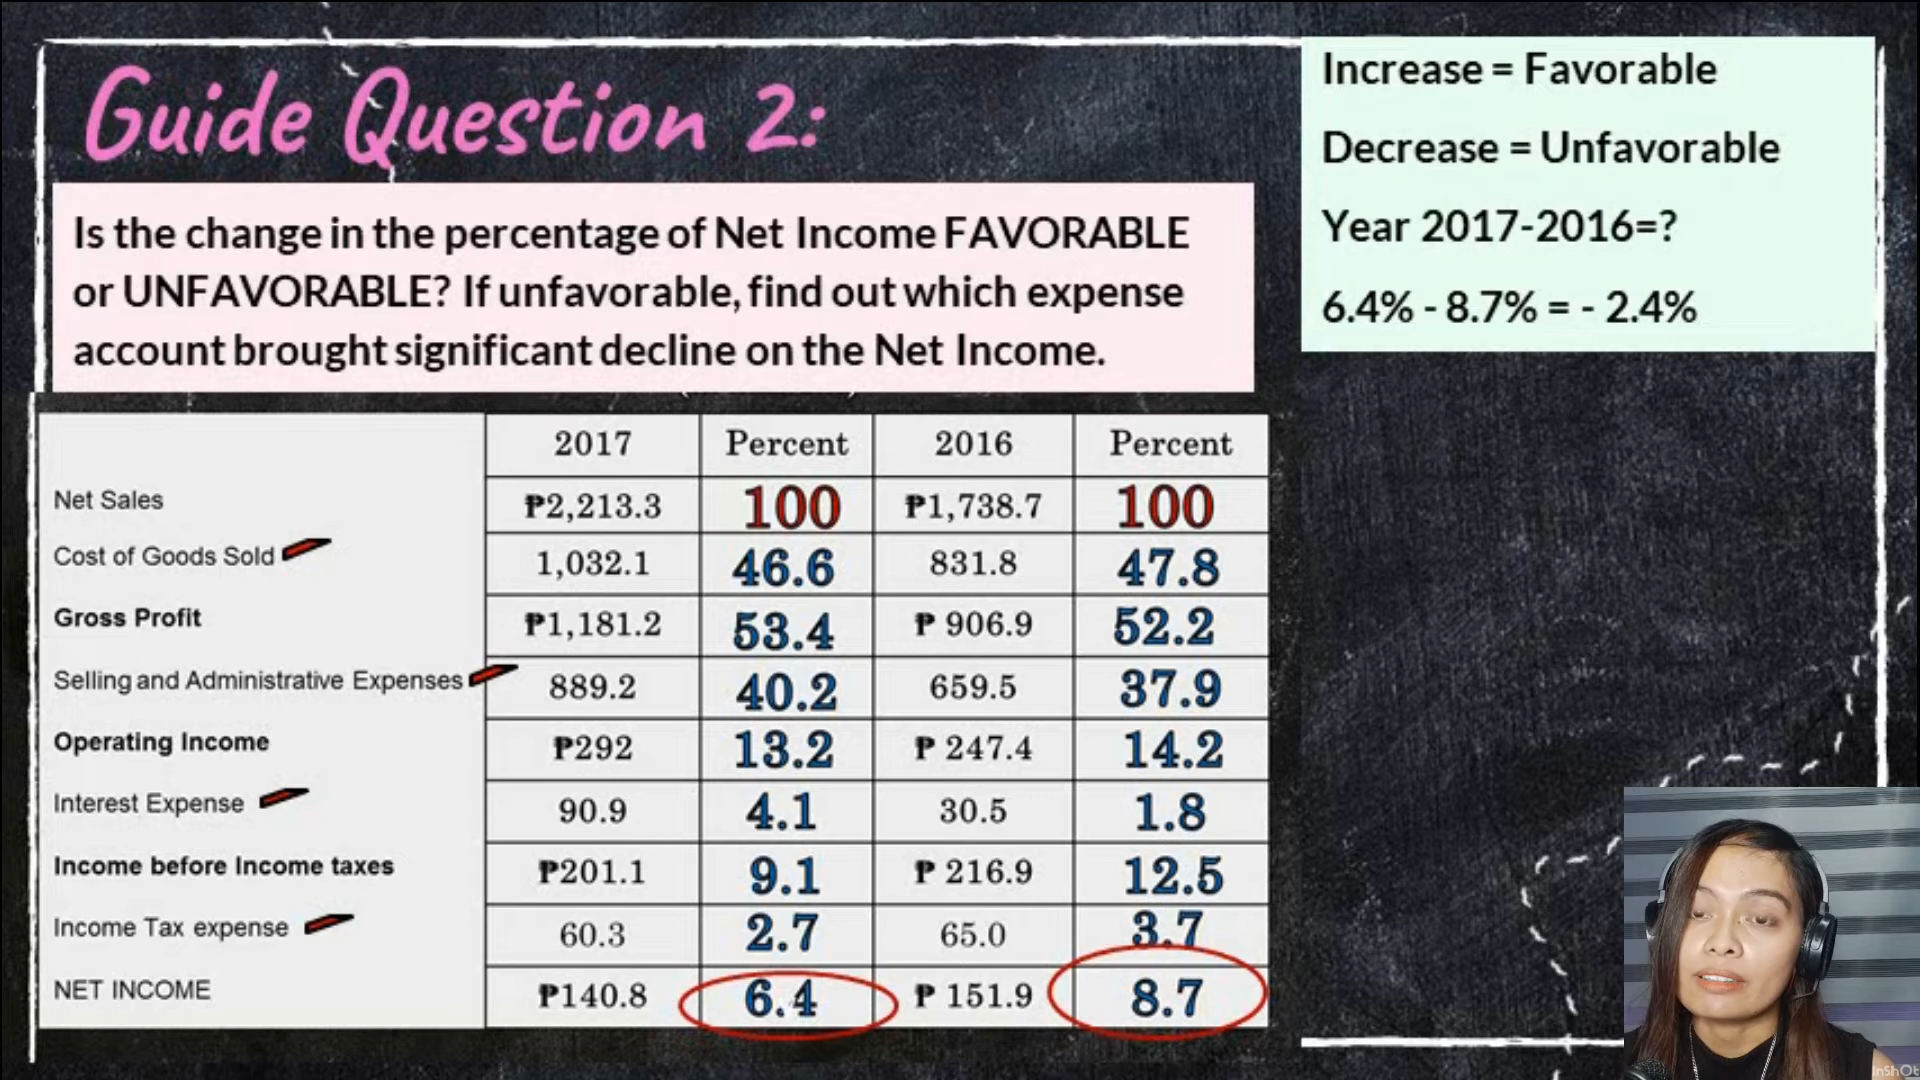 Guide Question 2:
Is the change in the percentage of Net Income FAVORABLE
or UNFAVORABLE? If unfavorable, find out which expense
account brought significant decline on the Net Income.
Increase = Favorable
Decrease = Unfavorable
Year 2017-2016=?
6.4% - 8.7% = - 2.4%
2017 Percent 2016 Percent
Net Sales ₱2,213.3 100 ₱1,738.7 100
Cost of Goods Sold 1,032.1 46.6 831.8 47.8
Gross Profit ₱1,181.2 53.4 ₱ 906.9 52.2
Selling and Administrative Expenses 889.2 40.2 659.5 37.9
Operating Income ₱292 13.2 ₱ 247.4 14.2
Interest Expense 90.9 4.1 30.5 1.8
Income before Income taxes ₱201.1 9.1 ₱ 216.9 12.5
Income Tax expense 60.3 2.7 65.0 3.7
NET INCOME ₱140.8 6.4 ₱ 151.9 8.7
InShOt